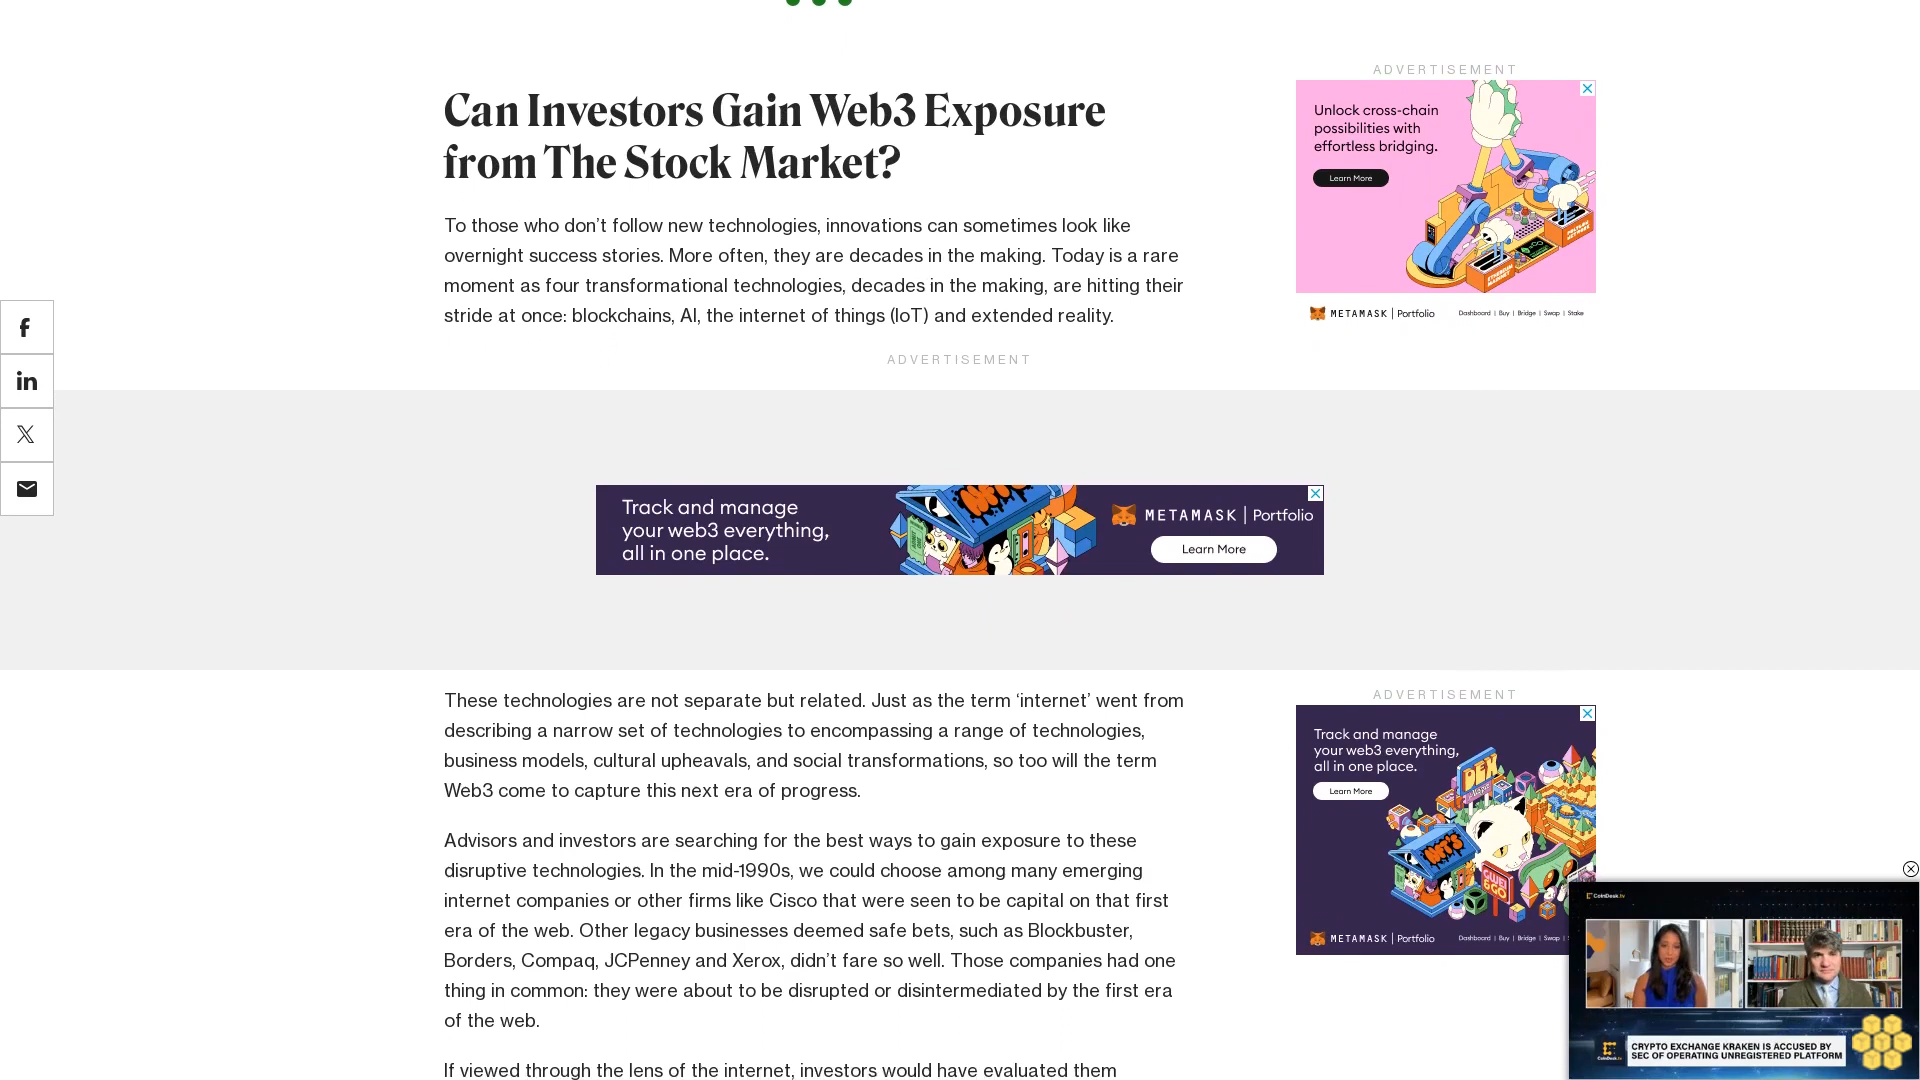 ADVERTISEMENT
Can Investors Gain Web3 Exposure
from The Stock Market?
Unlock cross-chain
possibilities with
effortless bridging.
Learn More
To those who don’t follow new technologies, innovations can sometimes look like
overnight success stories. More often, they are decades in the making. Today is a rare
moment as four transformational technologies, decades in the making, are hitting their
stride at once: blockchains, AI, the internet of things (IoT) and extended reality.
METAMASK | Portfolio
Dashboard | Buy | Bridge | Swap | Stake
ADVERTISEMENT
Track and manage
your web3 everything,
all in one place.
METAMASK | Portfolio
Learn More
These technologies are not separate but related. Just as the term ‘internet’ went from
describing a narrow set of technologies to encompassing a range of technologies,
business models, cultural upheavals, and social transformations, so too will the term
Web3 come to capture this next era of progress.
ADVERTISEMENT
Track and manage
your web3 everything,
all in one place.
Learn More
DEX
NFT'S
GWEI
& GO
METAMASK | Portfolio
Dashboard | Buy | Bridge | Swap |
Advisors and investors are searching for the best ways to gain exposure to these
disruptive technologies. In the mid-1990s, we could choose among many emerging
internet companies or other firms like Cisco that were seen to be capital on that first
era of the web. Other legacy businesses deemed safe bets, such as Blockbuster,
Borders, Compaq, JCPenney and Xerox, didn’t fare so well. Those companies had one
thing in common: they were about to be disrupted or disintermediated by the first era
of the web.
If viewed through the lens of the internet, investors would have evaluated them
CoinDesk.tv
CRYPTO EXCHANGE KRAKEN IS ACCUSED BY
SEC OF OPERATING UNREGISTERED PLATFORM
CoinDesk.tv